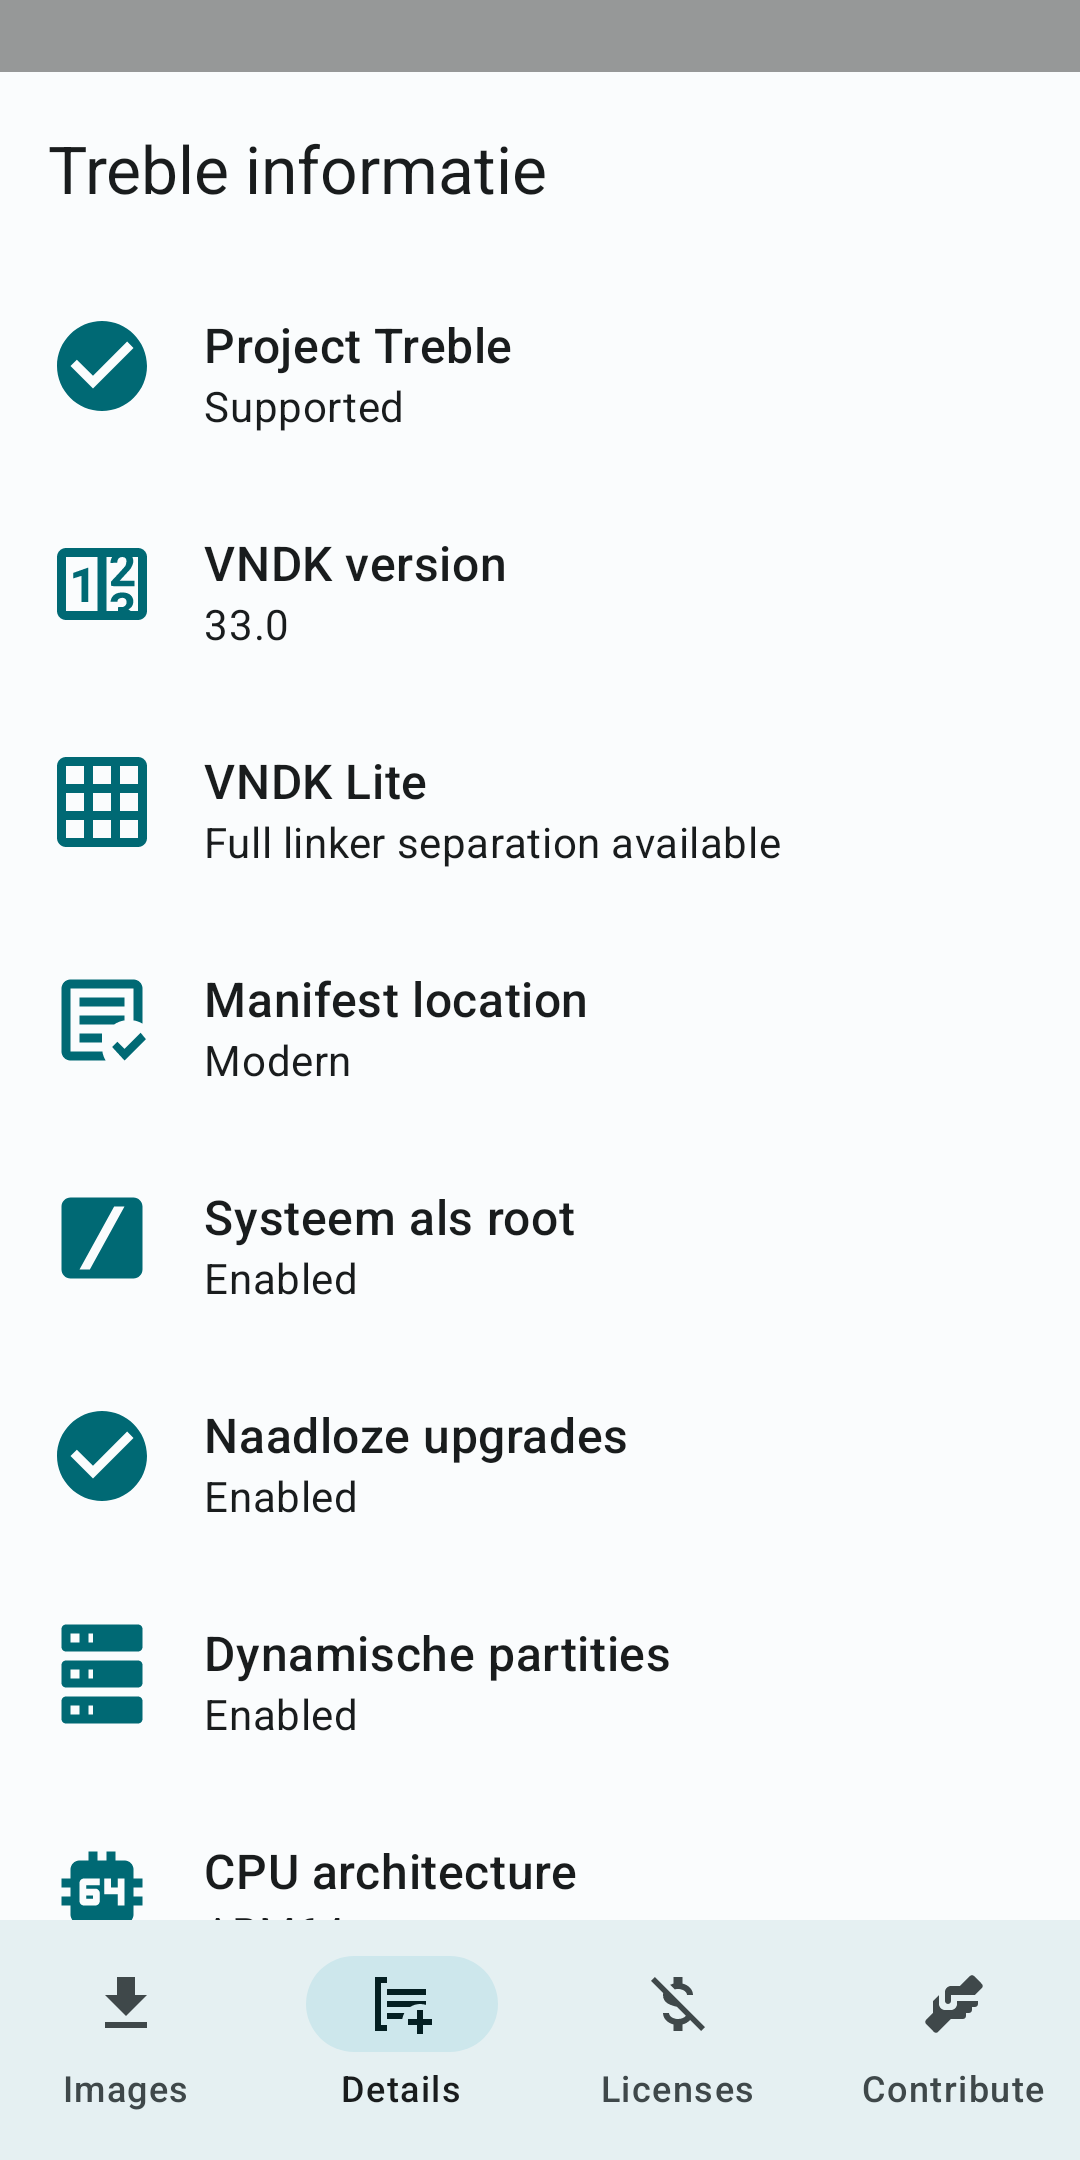 Treble informatie
Project Treble
Supported
VNDK version
33.0
VNDK Lite
Full linker separation available
Manifest location
Modern
Systeem als root
Enabled
Naadloze upgrades
Enabled
Dynamische partities
Enabled
CPU architecture
Images
Details
Licenses
Contribute